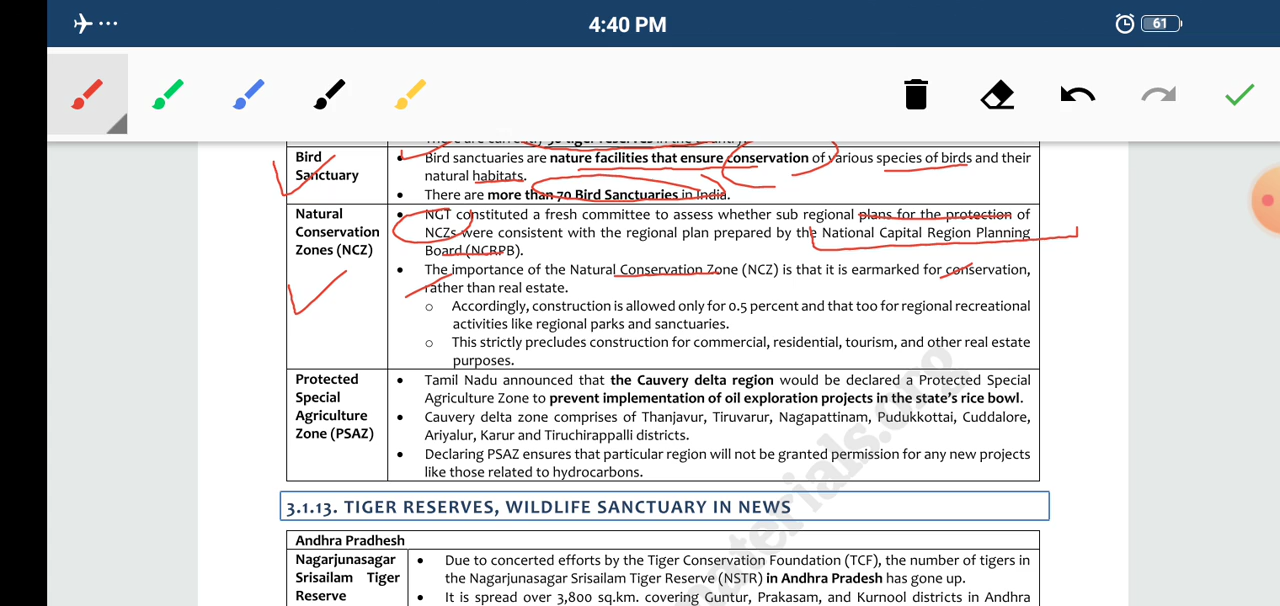 4:40 PM
61
There are currently 50 tiger reserves in the country.
Bird Sanctuary
Bird sanctuaries are nature facilities that ensure conservation of various species of birds and their
natural habitats.
There are more than 70 Bird Sanctuaries in India.
Natural Conservation Zones (NCZ)
NGT constituted a fresh committee to assess whether sub regional plans for the protection of
NCZs were consistent with the regional plan prepared by the National Capital Region Planning
Board (NCRPB).
The importance of the Natural Conservation Zone (NCZ) is that it is earmarked for conservation,
rather than real estate.
Accordingly, construction is allowed only for 0.5 percent and that too for regional recreational
activities like regional parks and sanctuaries.
This strictly precludes construction for commercial, residential, tourism, and other real estate
purposes.
Protected Special Agriculture Zone (PSAZ)
Tamil Nadu announced that the Cauvery delta region would be declared a Protected Special
Agriculture Zone to prevent implementation of oil exploration projects in the state's rice bowl.
Cauvery delta zone comprises of Thanjavur, Tiruvarur, Nagapattinam, Pudukkottai, Cuddalore,
Ariyalur, Karur and Tiruchirappalli districts.
Declaring PSAZ ensures that particular region will not be granted permission for any new projects
like those related to hydrocarbons.
3.1.13. TIGER RESERVES, WILDLIFE SANCTUARY IN NEWS
Andhra Pradhesh
Nagarjunasagar Srisailam Tiger Reserve
Due to concerted efforts by the Tiger Conservation Foundation (TCF), the number of tigers in
the Nagarjunasagar Srisailam Tiger Reserve (NSTR) in Andhra Pradesh has gone up.
It is spread over 3,800 sq.km. covering Guntur, Prakasam, and Kurnool districts in Andhra
materials.org